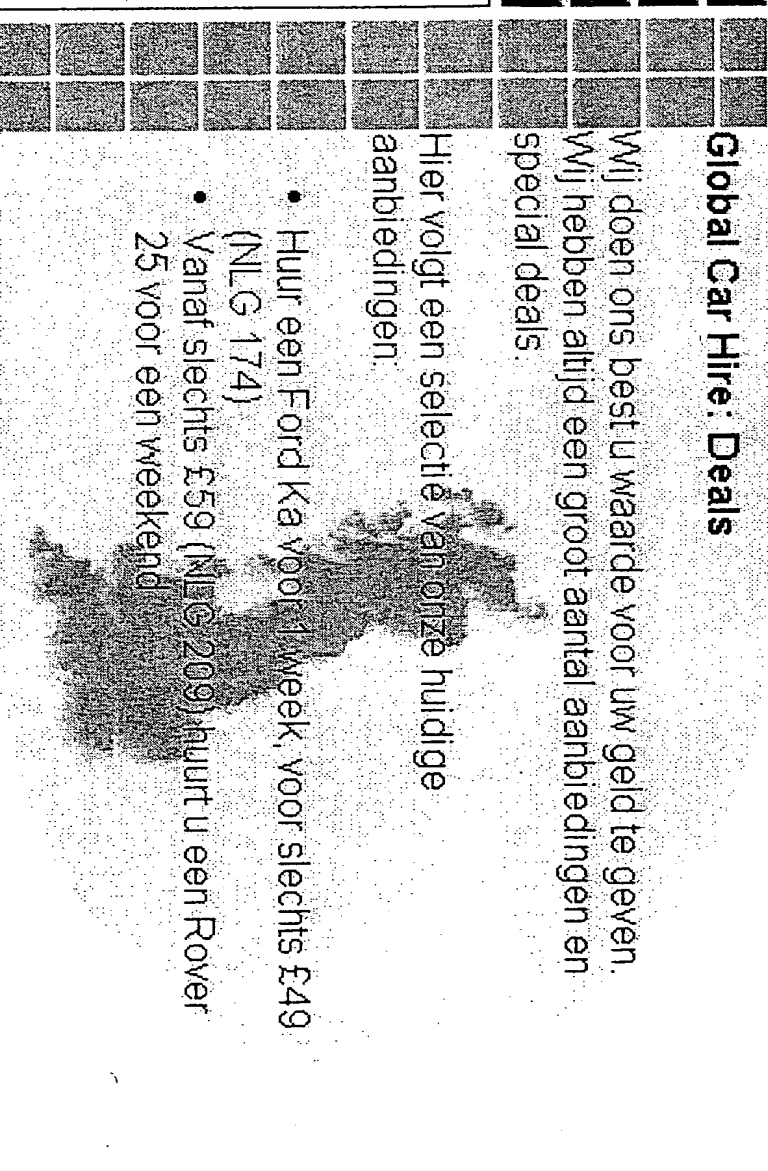 Global Car Hire: Deals
Wij doen ons best u waarde voor uw geld te geven.
Wij hebben altijd een groot aantal aanbiedingen en
special deals.
Hier volgt een selectie van onze huidige
aanbiedingen:
• Huur een Ford Ka voor 1 week, voor slechts £49
(NLG 174)
• Vanaf slechts £59 (NLG 209) huurt u een Rover
25 voor een weekend